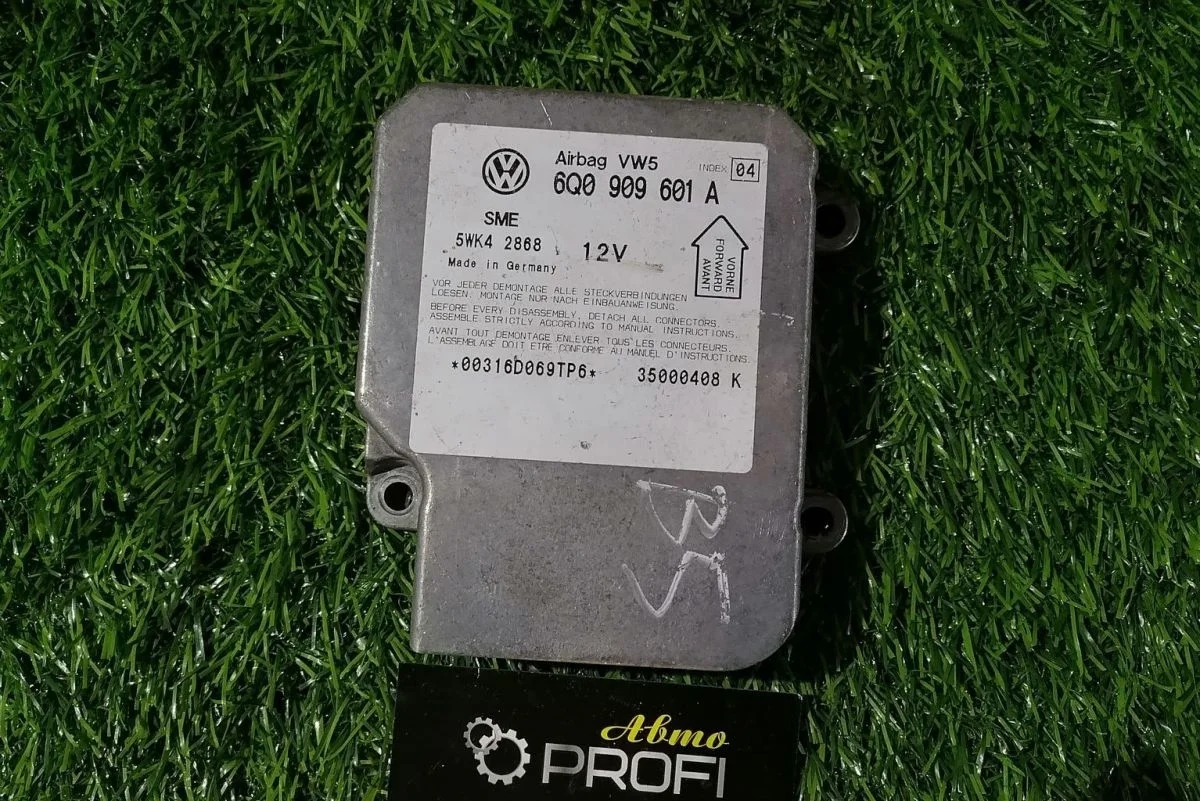 Airbag VW5
INDEX 04
6Q0 909 601 A
SME
5WK4 2868
12V
Made in Germany
VORNE
FORWARD
AVANT
VOR JEDER DEMONTAGE ALLE STECKVERBINDUNGEN
LOESEN. MONTAGE NUR NACH EINBAUANWEISUNG.
BEFORE EVERY DISASSEMBLY, DETACH ALL CONNECTORS.
ASSEMBLE STRICTLY ACCORDING TO MANUAL INSTRUCTIONS.
AVANT TOUT DEMONTAGE ENLEVER TOUS LES CONNECTEURS.
L'ASSEMBLAGE DOIT ETRE CONFORME AU MANUEL D'INSTRUCTIONS.
*00316D069TP6*
35000408 K
B5
Авто
PROFI